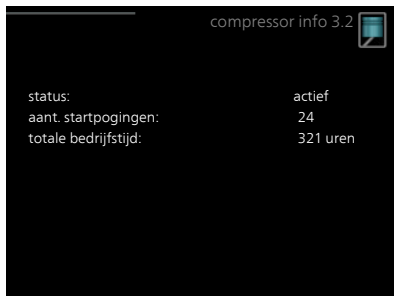 compressor info 3.2
status: actief
aant. startpogingen: 24
totale bedrijfstijd: 321 uren